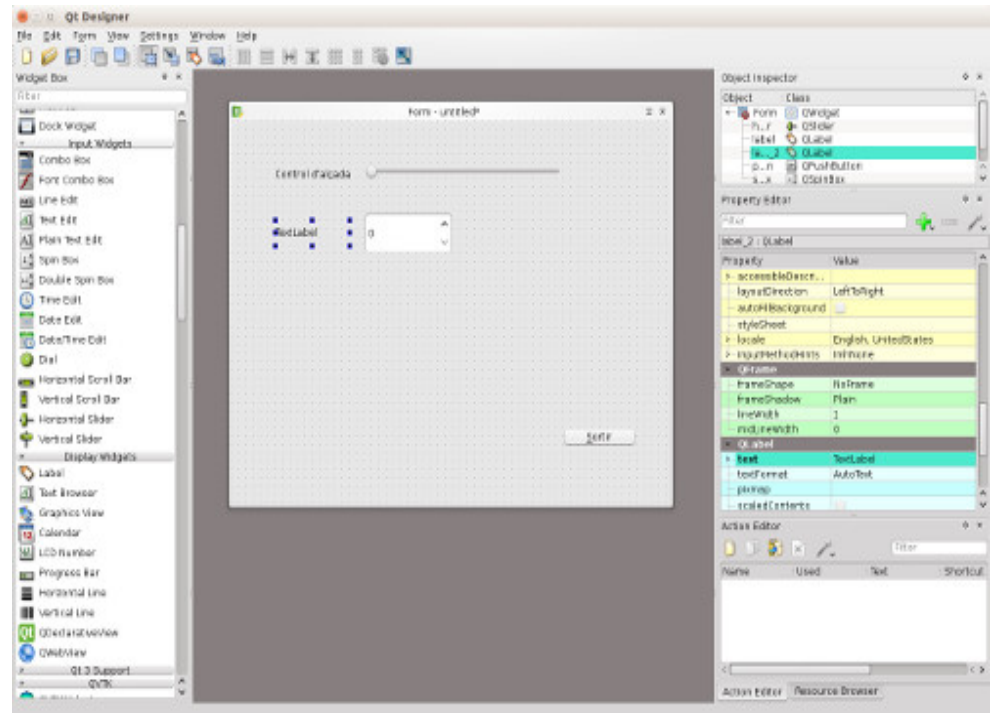 Qt Designer
File Edit Form View Settings Window Help
Widget Box
Filter
Dock Widget
Input Widgets
Combo Box
Font Combo Box
Line Edit
Text Edit
Plain Text Edit
Spin Box
Double Spin Box
Time Edit
Date Edit
Date/Time Edit
Dial
Horizontal Scroll Bar
Vertical Scroll Bar
Horizontal Slider
Vertical Slider
Display Widgets
Label
Text Browser
Graphics View
Calendar
LCD Number
Progress Bar
Horizontal Line
Vertical Line
QDeclarativeView
QWebView
Qt 3 Support
QVTK
Form - untitled*
Control d'alçada
TextLabel
0
Sortir
Object Inspector
Object Class
Form QWidget
h...r QSlider
label QLabel
la..._2 QLabel
p...n QPushButton
s...x QSpinBox
Property Editor
Filter
label_2 : QLabel
Property Value
accessibleDescr...
layoutDirection LeftToRight
autoFillBackground
styleSheet
locale English, UnitedStates
inputMethodHints ImhNone
QFrame
frameShape NoFrame
frameShadow Plain
lineWidth 1
midLineWidth 0
QLabel
text TextLabel
textFormat AutoText
pixmap
scaledContents
Action Editor
Filter
Name Used Text Shortcut
Action Editor Resource Browser